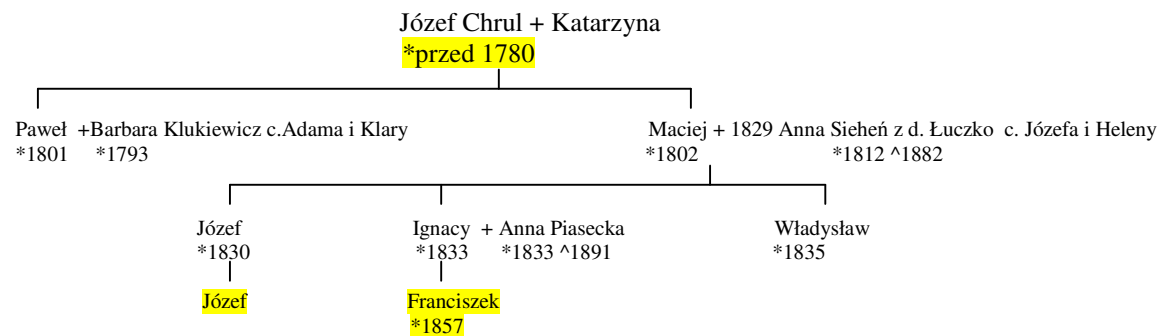 Józef Chrul + Katarzyna
*przed 1780
Paweł +Barbara Klukiewicz c.Adama i Klary
*1801 *1793
Maciej + 1829 Anna Sieheń z d. Łuczko c. Józefa i Heleny
*1802 *1812 ^1882
Józef
*1830
Ignacy + Anna Piasecka
*1833 *1833 ^1891
Władysław
*1835
Józef
Franciszek
*1857